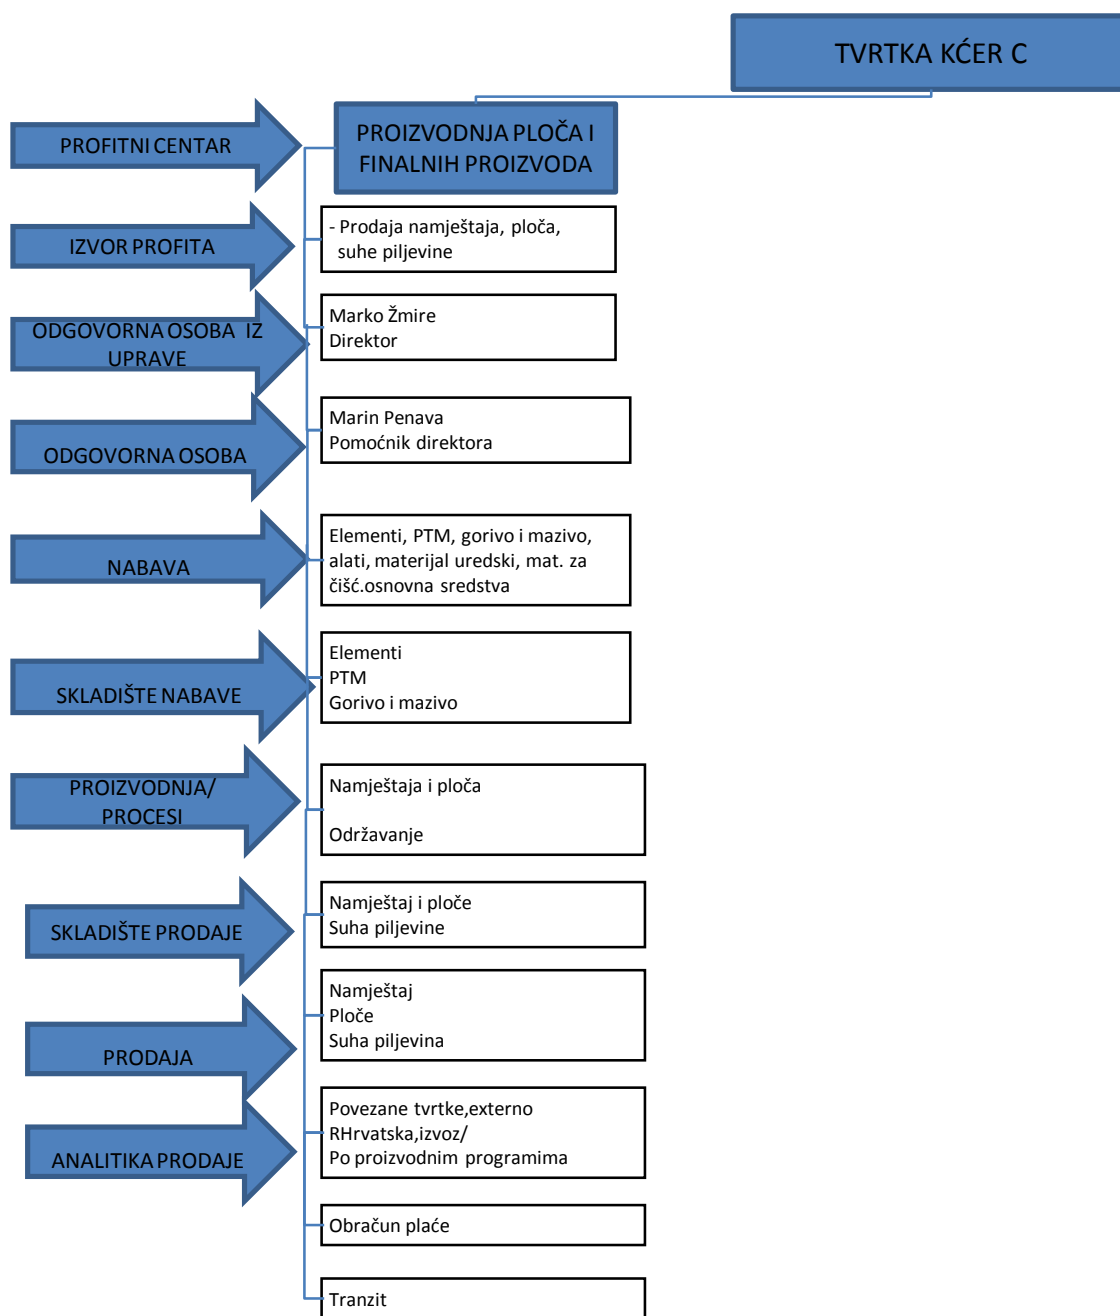 TVRTKA KĆER C
PROFITNI CENTAR
PROIZVODNJA PLOČA I
FINALNIH PROIZVODA
IZVOR PROFITA
- Prodaja namještaja, ploča,
suhe piljevine
ODGOVORNA OSOBA IZ
UPRAVE
Marko Žmire
Direktor
ODGOVORNA OSOBA
Marin Penava
Pomoćnik direktora
NABAVA
Elementi, PTM, gorivo i mazivo,
alati, materijal uredski, mat. za
čišć.osnovna sredstva
SKLADIŠTE NABAVE
Elementi
PTM
Gorivo i mazivo
PROIZVODNJA/
PROCESI
Namještaja i ploča
Održavanje
SKLADIŠTE PRODAJE
Namještaj i ploče
Suha piljevine
PRODAJA
Namještaj
Ploče
Suha piljevina
ANALITIKA PRODAJE
Povezane tvrtke,externo
RHrvatska,izvoz/
Po proizvodnim programima
Obračun plaće
Tranzit